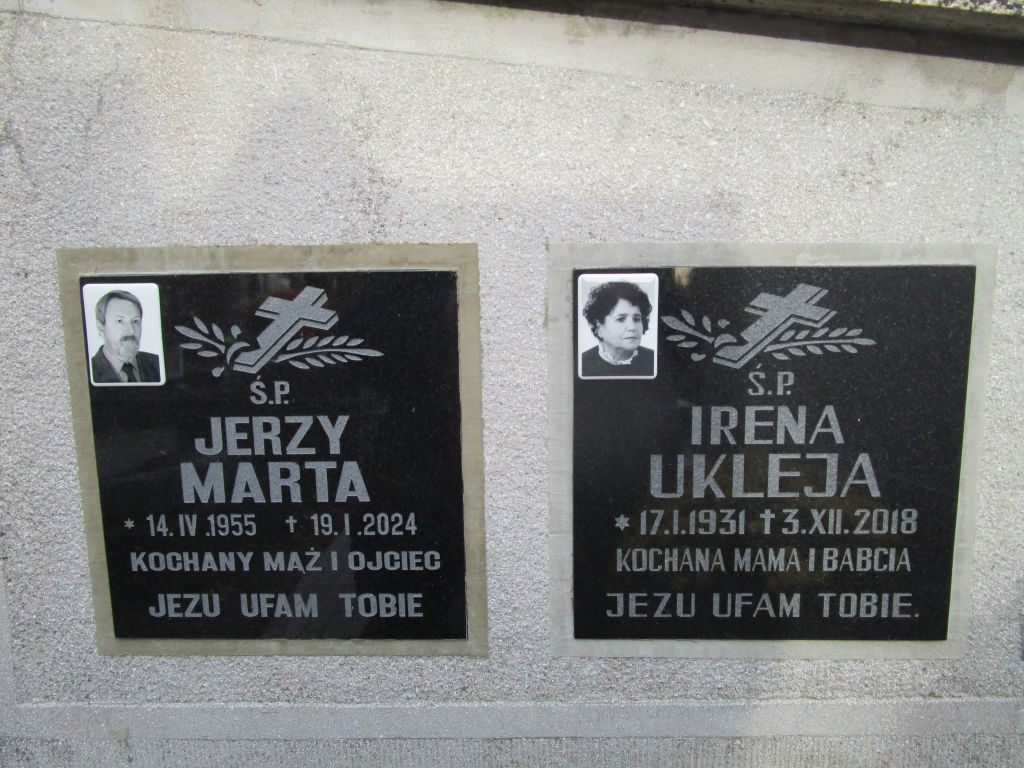 Ś.P.
JERZY
MARTA
* 14.IV.1955 ✝ 19.I.2024
KOCHANY MĄŻ I OJCIEC
JEZU UFAM TOBIE
Ś.P.
IRENA
UKLEJA
* 17.I.1931 ✝ 3.XII.2018
KOCHANA MAMA I BABCIA
JEZU UFAM TOBIE.